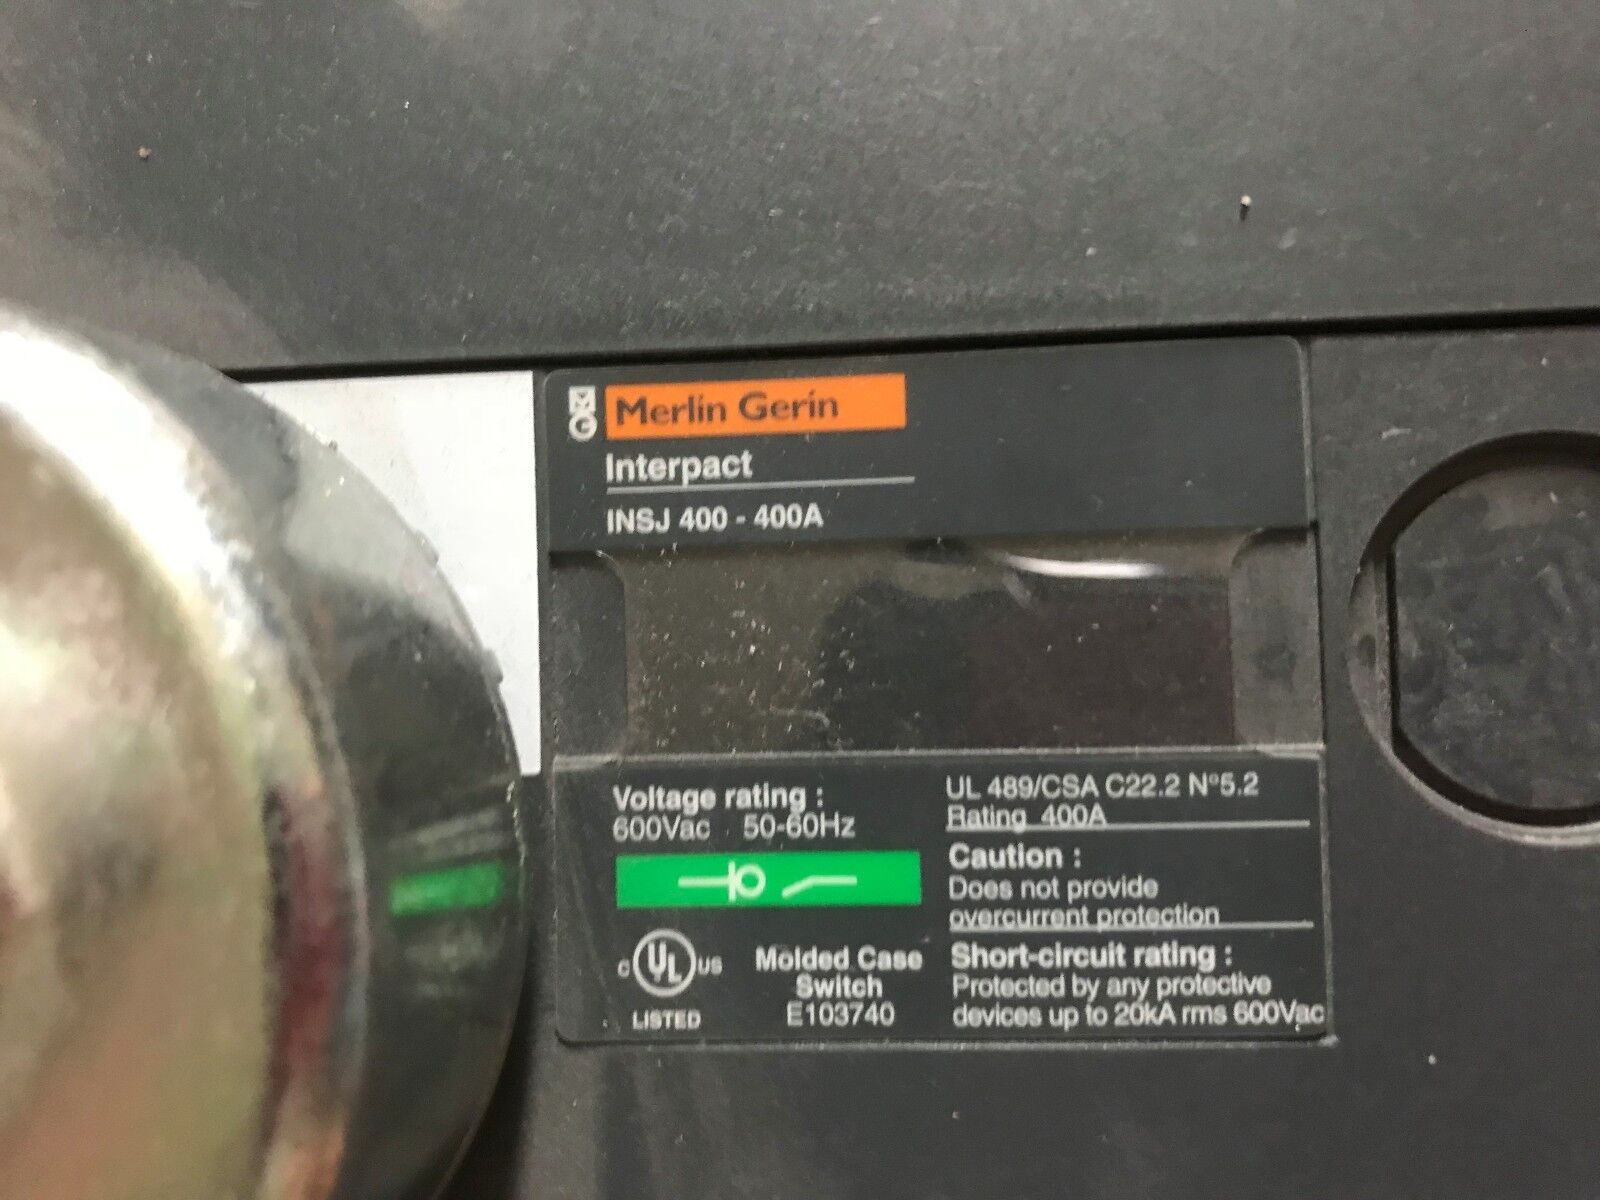 MG Merlin Gerin
Interpact
INSJ 400 - 400A
Voltage rating :
600Vac 50-60Hz
UL 489/CSA C22.2 N°5.2
Rating 400A
Caution :
Does not provide
overcurrent protection
C UL US
LISTED
Molded Case
Switch
E103740
Short-circuit rating :
Protected by any protective
devices up to 20kA rms 600Vac